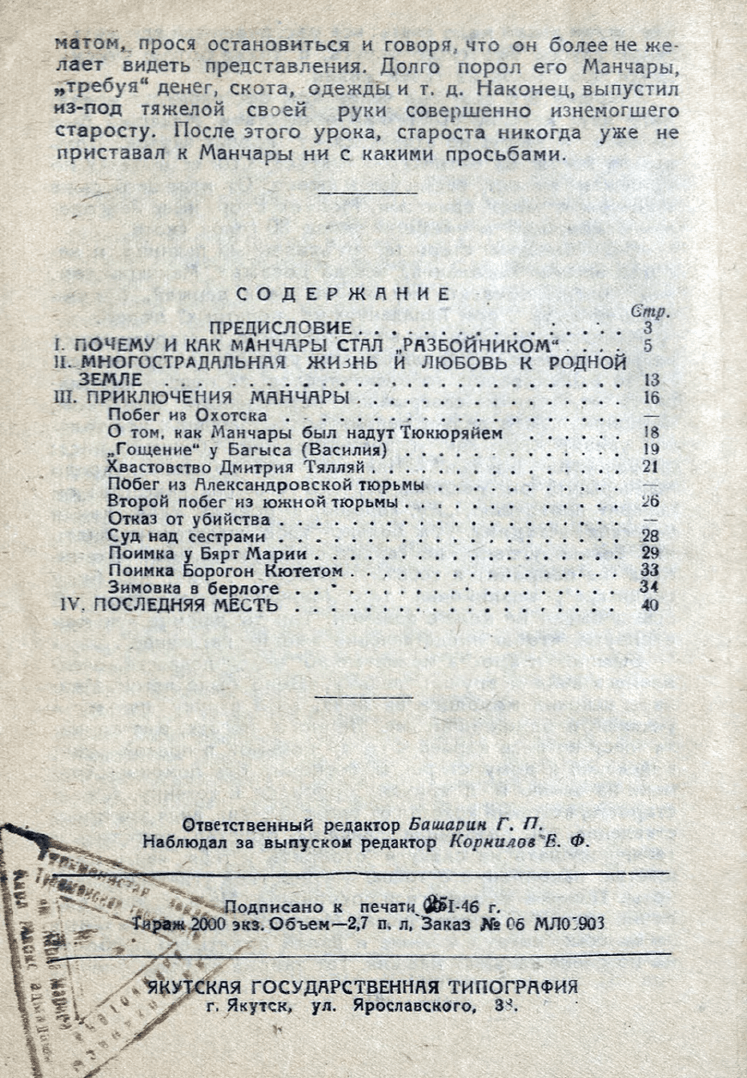 матом, прося остановиться и говоря, что он более не же-
лает видеть представления. Долго порол его Манчары,
„требуя“ денег, скота, одежды и т. д. Наконец, выпустил
из-под тяжелой своей руки совершенно изнемогшего
старосту. После этого урока, староста никогда уже не
приставал к Манчары ни с какими просьбами.
СОДЕРЖАНИЕ
Стр.
ПРЕДИСЛОВИЕ. . . . . . . . . . . . . . . . 3
I. ПОЧЕМУ И КАК МАНЧАРЫ СТАЛ „РАЗБОЙНИКОМ“ . . . 5
II. МНОГОСТРАДАЛЬНАЯ ЖИЗНЬ И ЛЮБОВЬ К РОДНОЙ
ЗЕМЛЕ . . . . . . . . . . . . . . . . . . . 13
III. ПРИКЛЮЧЕНИЯ МАНЧАРЫ . . . . . . . . . . . . 16
Побег из Охотска . . . . . . . . . . . . . . . . —
О том, как Манчары был надут Тюкюряйем . . . . . . 18
„Гощение“ у Багыса (Василия) . . . . . . . . . . . 19
Хвастовство Дмитрия Тялляй . . . . . . . . . . . . 21
Побег из Александровской тюрьмы . . . . . . . . . . —
Второй побег из южной тюрьмы . . . . . . . . . . . 26
Отказ от убийства . . . . . . . . . . . . . . . . —
Суд над сестрами . . . . . . . . . . . . . . . . 28
Поимка у Бярт Марии . . . . . . . . . . . . . . . 29
Поимка Борогон Кютетом . . . . . . . . . . . . . . 33
Зимовка в берлоге . . . . . . . . . . . . . . . . 34
IV. ПОСЛЕДНЯЯ МЕСТЬ . . . . . . . . . . . . . . . 40
Ответственный редактор Башарин Г. П.
Наблюдал за выпуском редактор Корнилов Е. Ф.
Подписано к печати I-46 г.
Тираж 2000 экз. Объем—2,7 п. л, Заказ № 06
ЯКУТСКАЯ ГОСУДАРСТВЕННАЯ ТИПОГРАФИЯ
г. Якутск, ул. Ярославского,